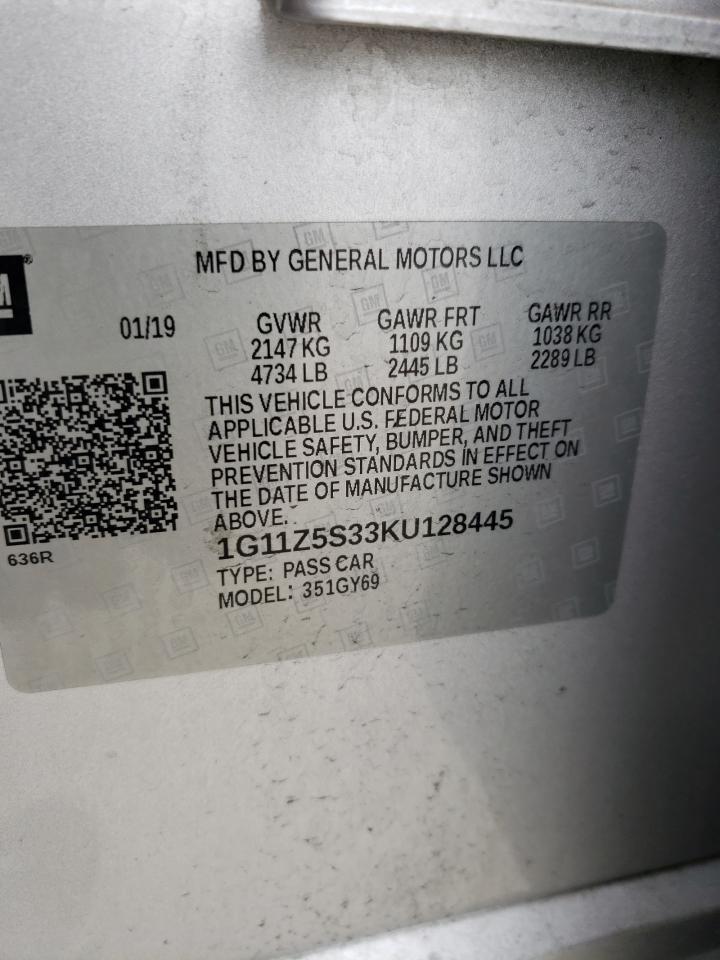 MFD BY GENERAL MOTORS LLC
01/19
GVWR GAWR FRT GAWR RR
2147 KG 1109 KG 1038 KG
4734 LB 2445 LB 2289 LB
THIS VEHICLE CONFORMS TO ALL
APPLICABLE U.S. FEDERAL MOTOR
VEHICLE SAFETY, BUMPER, AND THEFT
PREVENTION STANDARDS IN EFFECT ON
THE DATE OF MANUFACTURE SHOWN
ABOVE.
1G11Z5S33KU128445
636R
TYPE: PASS CAR
MODEL: 351GY69